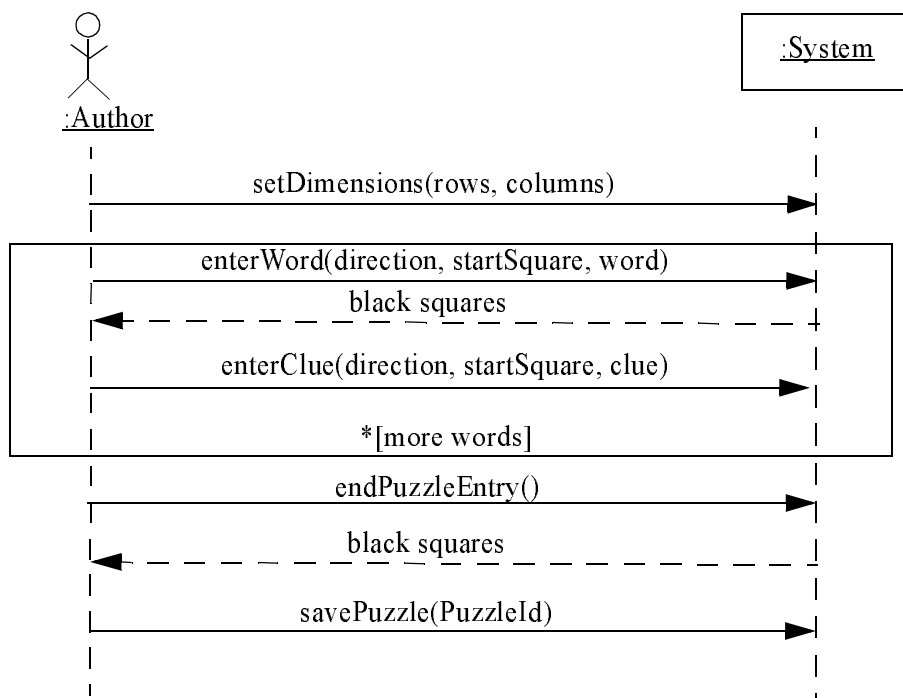 :System
:Author
setDimensions(rows, columns)
enterWord(direction, startSquare, word)
black squares
enterClue(direction, startSquare, clue)
*[more words]
endPuzzleEntry()
black squares
savePuzzle(PuzzleId)